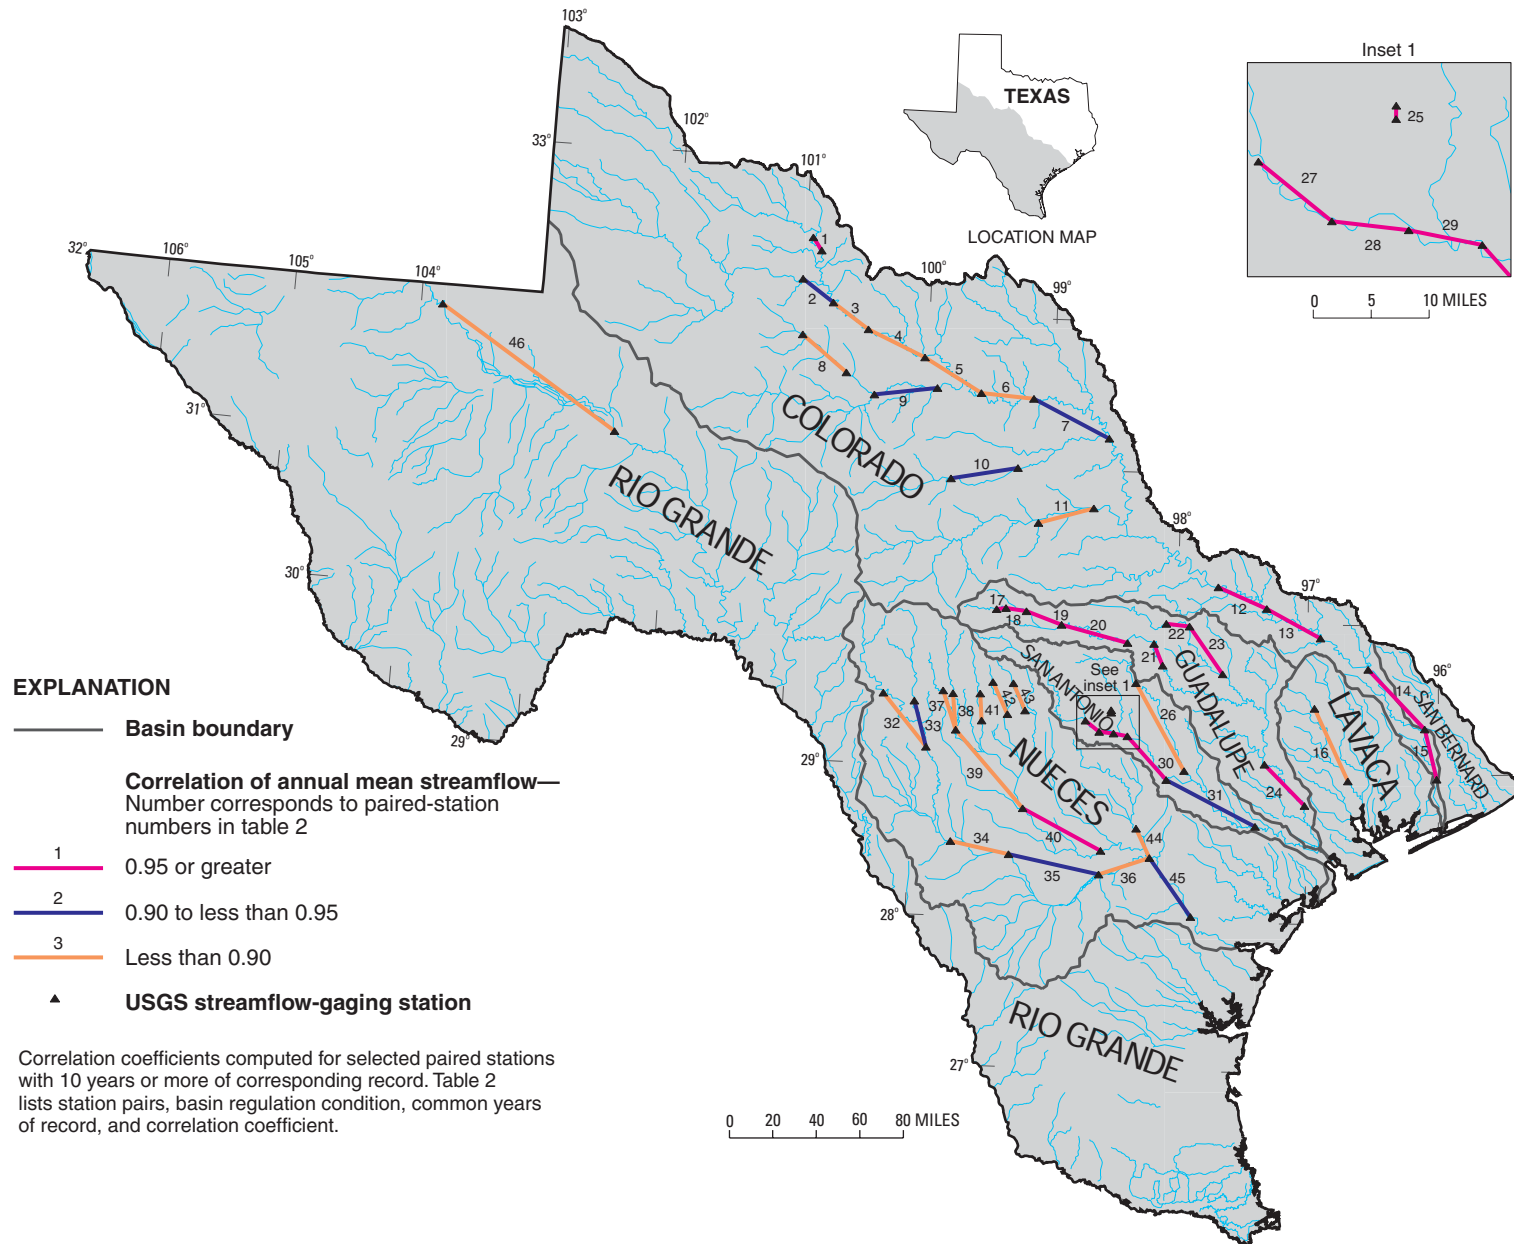 103°
102°
33°
101°
TEXAS
LOCATION MAP
Inset 1
25
27
28
29
0 5 10 MILES
32°
106°
105°
104°
100°
99°
1
2
3
4
5
6
7
8
9
10
11
46
31°
COLORADO
RIO GRANDE
30°
98°
97°
96°
12
13
14
15
16
17
18
19
20
21
22
23
24
SAN ANTONIO
See
inset 1
GUADALUPE
LAVACA
SAN BERNARD
26
30
31
32
33
37
38
41
42
43
39
NUECES
40
34
35
36
44
45
29°
29°
28°
27°
RIO GRANDE
0 20 40 60 80 MILES
EXPLANATION
Basin boundary
Correlation of annual mean streamflow—
Number corresponds to paired-station
numbers in table 2
1
0.95 or greater
2
0.90 to less than 0.95
3
Less than 0.90
USGS streamflow-gaging station
Correlation coefficients computed for selected paired stations
with 10 years or more of corresponding record. Table 2
lists station pairs, basin regulation condition, common years
of record, and correlation coefficient.